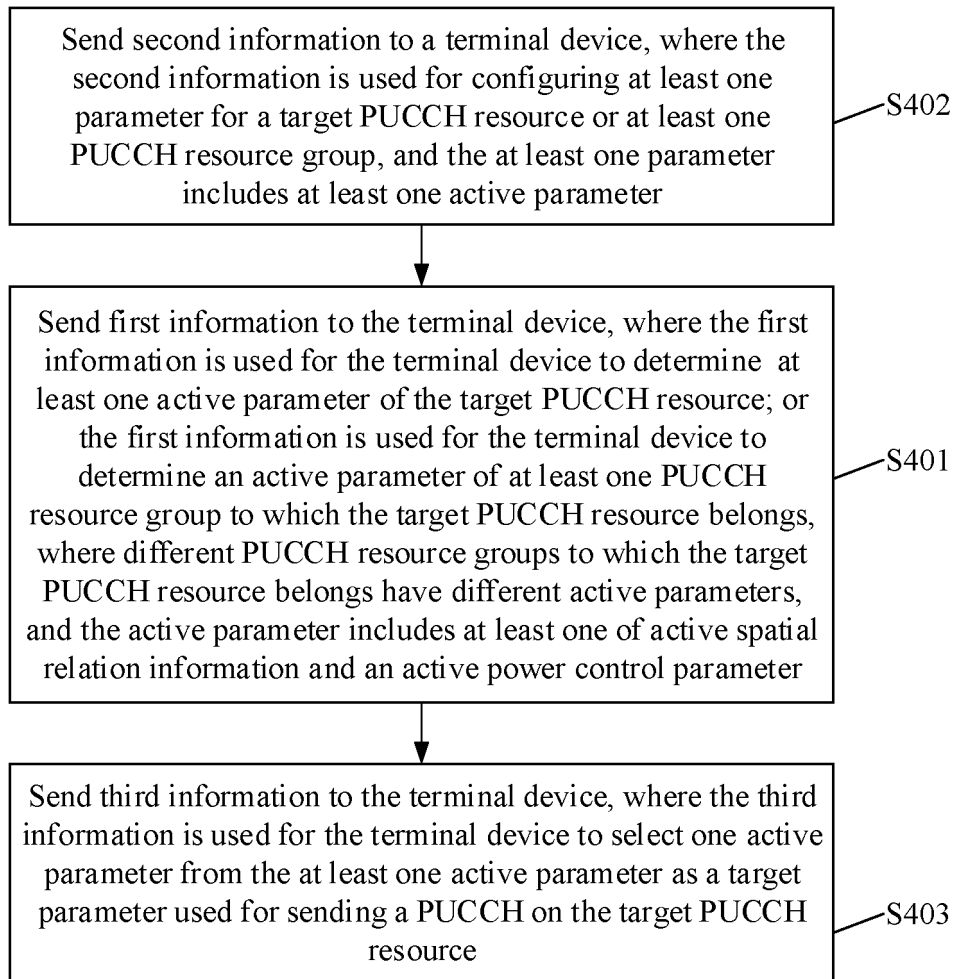 Send second information to a terminal device, where the
second information is used for configuring at least one
parameter for a target PUCCH resource or at least one
PUCCH resource group, and the at least one parameter
includes at least one active parameter
S402
Send first information to the terminal device, where the first
information is used for the terminal device to determine at
least one active parameter of the target PUCCH resource; or
the first information is used for the terminal device to
determine an active parameter of at least one PUCCH
resource group to which the target PUCCH resource belongs,
where different PUCCH resource groups to which the target
PUCCH resource belongs have different active parameters,
and the active parameter includes at least one of active spatial
relation information and an active power control parameter
S401
Send third information to the terminal device, where the third
information is used for the terminal device to select one active
parameter from the at least one active parameter as a target
parameter used for sending a PUCCH on the target PUCCH
resource
S403